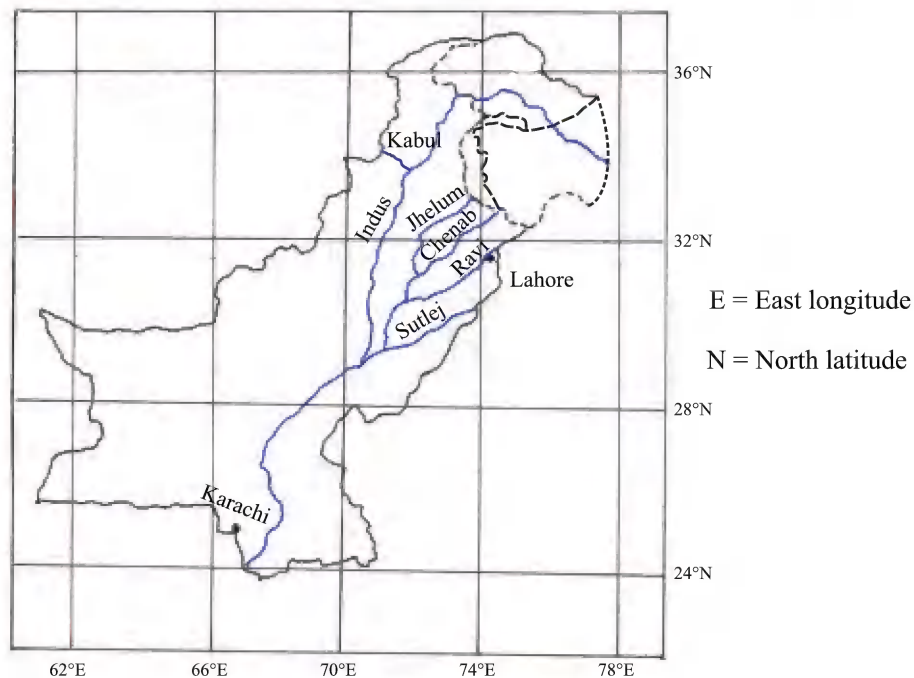 36°N
Kabul
Indus
Jhelum
Chenab
Ravi
32°N
Lahore
E = East longitude
Sutlej
N = North latitude
28°N
Karachi
24°N
62°E 66°E 70°E 74°E 78°E